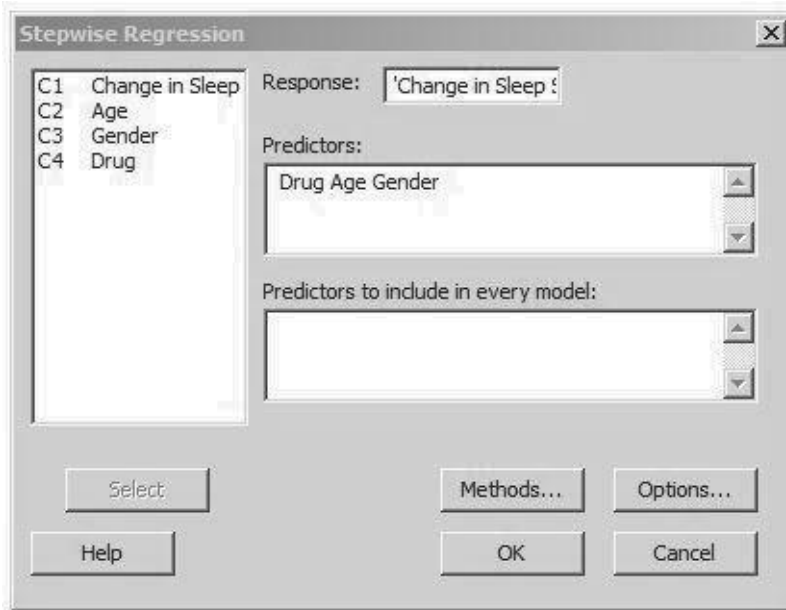 Stepwise Regression
C1 Change in Sleep
C2 Age
C3 Gender
C4 Drug
Response: 'Change in Sleep S
Predictors:
Drug Age Gender
Predictors to include in every model:
Select
Methods...
Options...
Help
OK
Cancel